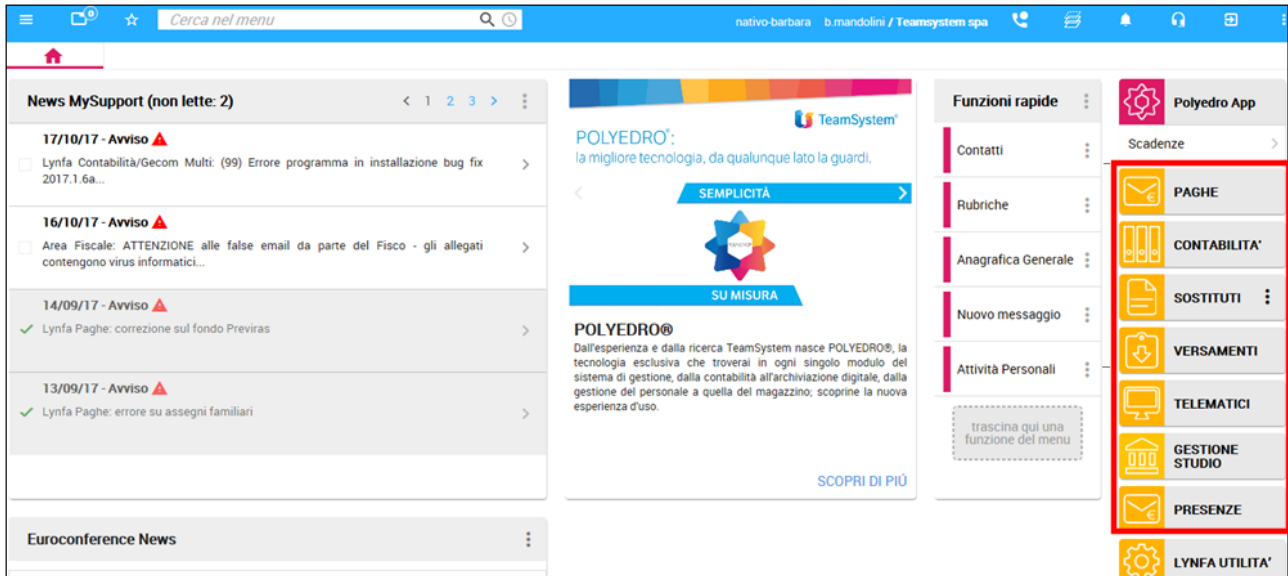 0
Cerca nel menu
nativo-barbara b.mandolini / Teamsystem spa
News MySupport (non lette: 2)
< 1 2 3 >
17/10/17 - Avviso
Lynfa Contabilità/Gecom Multi: (99) Errore programma in installazione bug fix
2017.1.6a...
16/10/17 - Avviso
Area Fiscale: ATTENZIONE alle false email da parte del Fisco - gli allegati
contengono virus informatici...
14/09/17 - Avviso
Lynfa Paghe: correzione sul fondo Previras
13/09/17 - Avviso
Lynfa Paghe: errore su assegni familiari
Euroconference News
TeamSystem®
POLYEDRO®:
la migliore tecnologia, da qualunque lato la guardi.
SEMPLICITÀ
SU MISURA
POLYEDRO®
Dall'esperienza e dalla ricerca TeamSystem nasce POLYEDRO®, la
tecnologia esclusiva che troverai in ogni singolo modulo del
sistema di gestione, dalla contabilità all'archiviazione digitale, dalla
gestione del personale a quella del magazzino; scoprine la nuova
esperienza d'uso.
SCOPRI DI PIÚ
Funzioni rapide
Contatti
Rubriche
Anagrafica Generale
Nuovo messaggio
Attività Personali
trascina qui una
funzione del menu
Polyedro App
Scadenze
PAGHE
CONTABILITA'
SOSTITUTI
VERSAMENTI
TELEMATICI
GESTIONE
STUDIO
PRESENZE
LYNFA UTILITA'